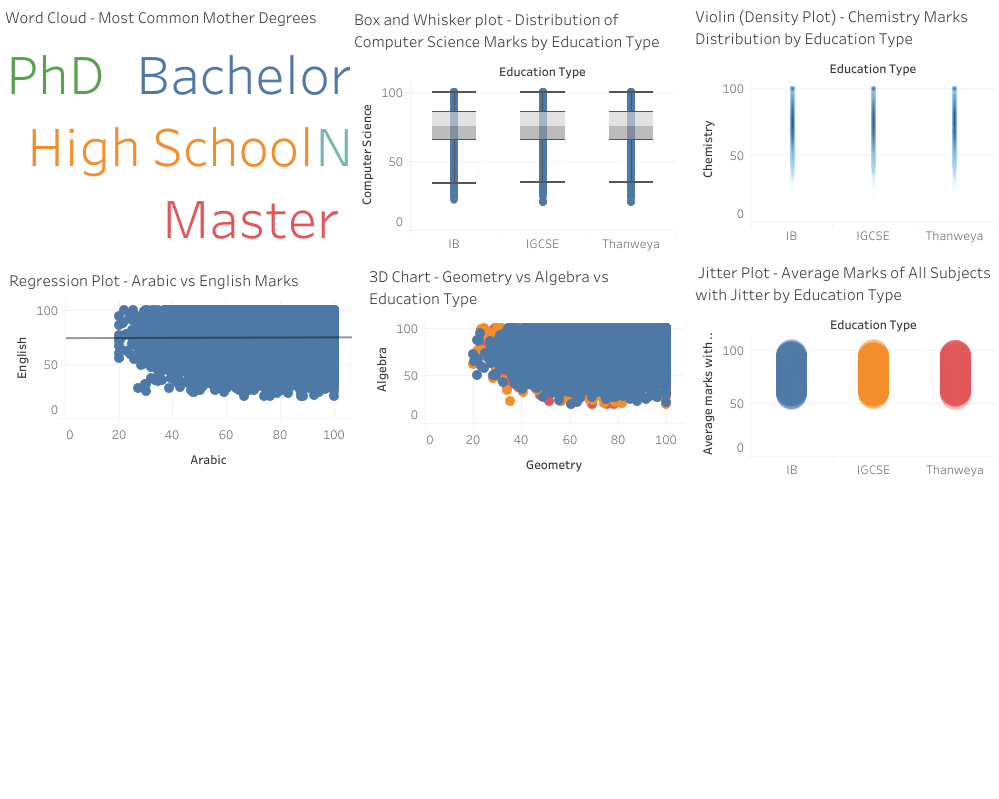 Word Cloud - Most Common Mother Degrees
PhD Bachelor
High School N
Master
Box and Whisker plot - Distribution of
Computer Science Marks by Education Type
Education Type
Computer Science
100
50
0
IB IGCSE Thanweya
Violin (Density Plot) - Chemistry Marks
Distribution by Education Type
Education Type
Chemistry
100
50
0
IB IGCSE Thanweya
Regression Plot - Arabic vs English Marks
English
100
50
0
0 20 40 60 80 100
Arabic
3D Chart - Geometry vs Algebra vs
Education Type
Algebra
100
50
0
0 20 40 60 80 100
Geometry
Jitter Plot - Average Marks of All Subjects
with Jitter by Education Type
Education Type
Average marks with..
100
50
0
IB IGCSE Thanweya